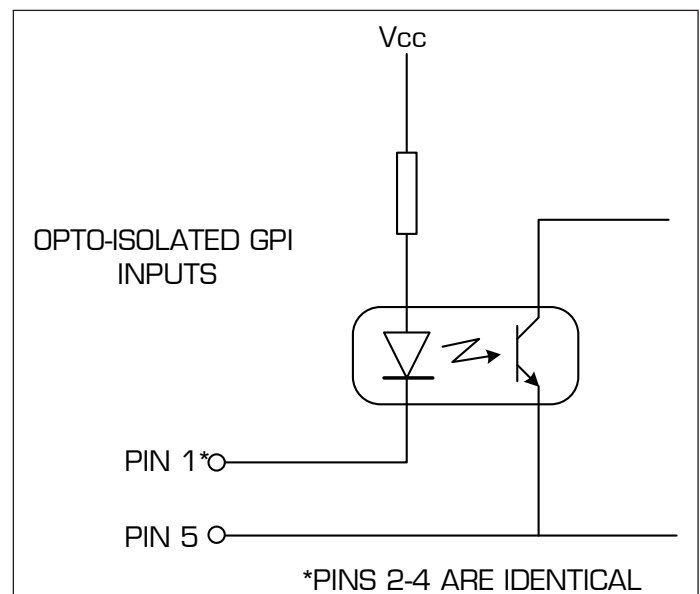 Vcc
OPTO-ISOLATED GPI
INPUTS
PIN 1*
PIN 5
*PINS 2-4 ARE IDENTICAL